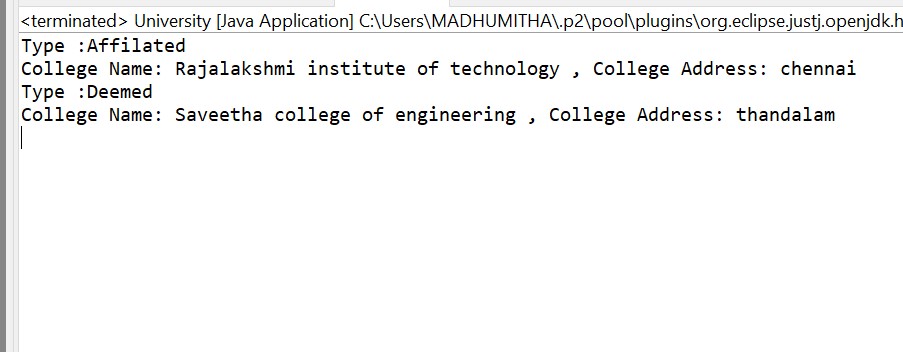 <terminated> University [Java Application] C:\Users\MADHUMITHA\.p2\pool\plugins\org.eclipse.justj.openjdk.h
Type :Affilated
College Name: Rajalakshmi institute of technology , College Address: chennai
Type :Deemed
College Name: Saveetha college of engineering , College Address: thandalam